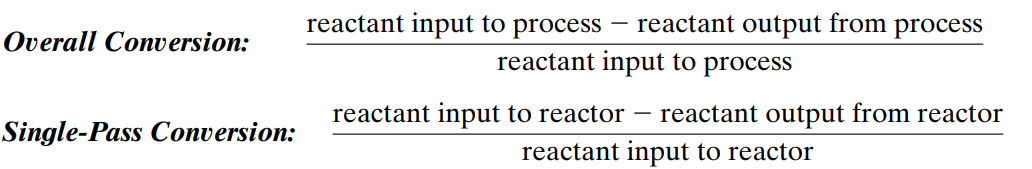 Overall Conversion:
reactant input to process − reactant output from process
reactant input to process
Single-Pass Conversion:
reactant input to reactor − reactant output from reactor
reactant input to reactor